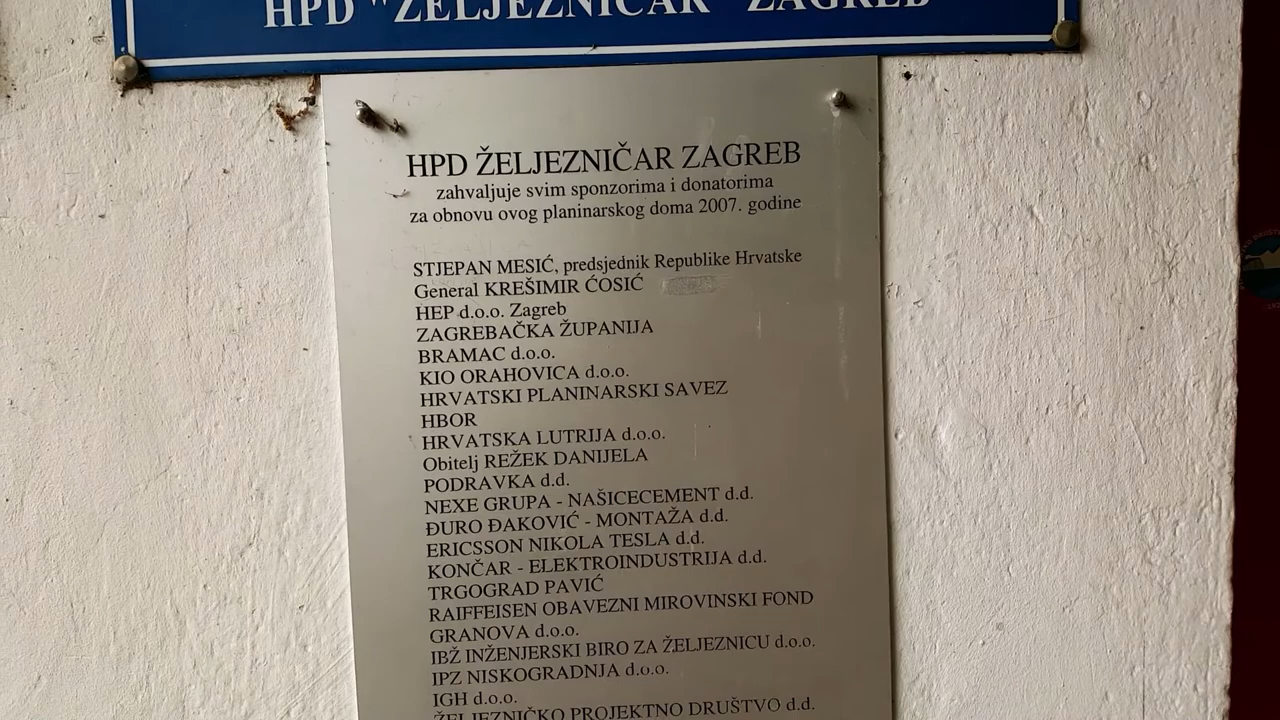 HPD "ŽELJEZNIČAR" ZAGREB
HPD ŽELJEZNIČAR ZAGREB
zahvaljuje svim sponzorima i donatorima
za obnovu ovog planinarskog doma 2007. godine
STJEPAN MESIĆ, predsjednik Republike Hrvatske
General KREŠIMIR ĆOSIĆ
HEP d.o.o. Zagreb
ZAGREBAČKA ŽUPANIJA
BRAMAC d.o.o.
KIO ORAHOVICA d.o.o.
HRVATSKI PLANINARSKI SAVEZ
HBOR
HRVATSKA LUTRIJA d.o.o.
Obitelj REŽEK DANIJELA
PODRAVKA d.d.
NEXE GRUPA - NAŠICECEMENT d.d.
ĐURO ĐAKOVIĆ - MONTAŽA d.d.
ERICSSON NIKOLA TESLA d.d.
KONČAR - ELEKTROINDUSTRIJA d.d.
TRGOGRAD PAVIĆ
RAIFFEISEN OBAVEZNI MIROVINSKI FOND
GRANOVA d.o.o.
IBŽ INŽENJERSKI BIRO ZA ŽELJEZNICU d.o.o.
IPZ NISKOGRADNJA d.o.o.
IGH d.o.o.
ŽELJEZNIČKO PROJEKTNO DRUŠTVO d.d.